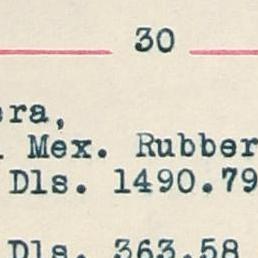 30
era,
Mex. Rubber
Dls. 1490.79
Dls. 363.58